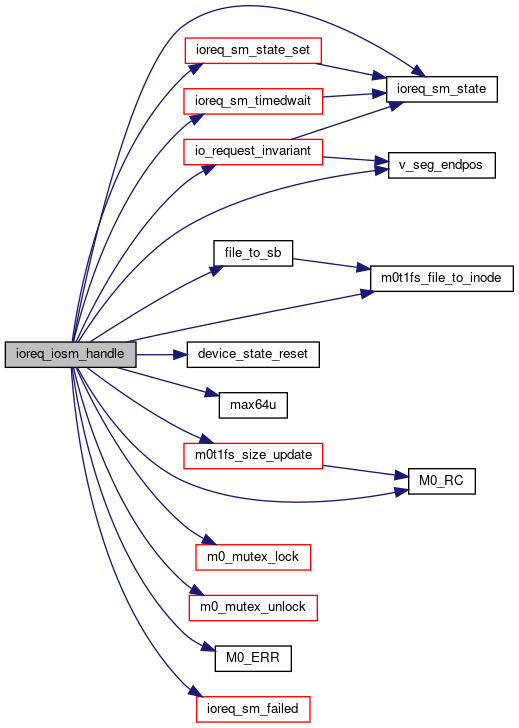 ioreq_sm_state_set
ioreq_sm_state
ioreq_sm_timedwait
io_request_invariant
v_seg_endpos
file_to_sb
m0t1fs_file_to_inode
ioreq_iosm_handle
device_state_reset
max64u
m0t1fs_size_update
M0_RC
m0_mutex_lock
m0_mutex_unlock
M0_ERR
ioreq_sm_failed